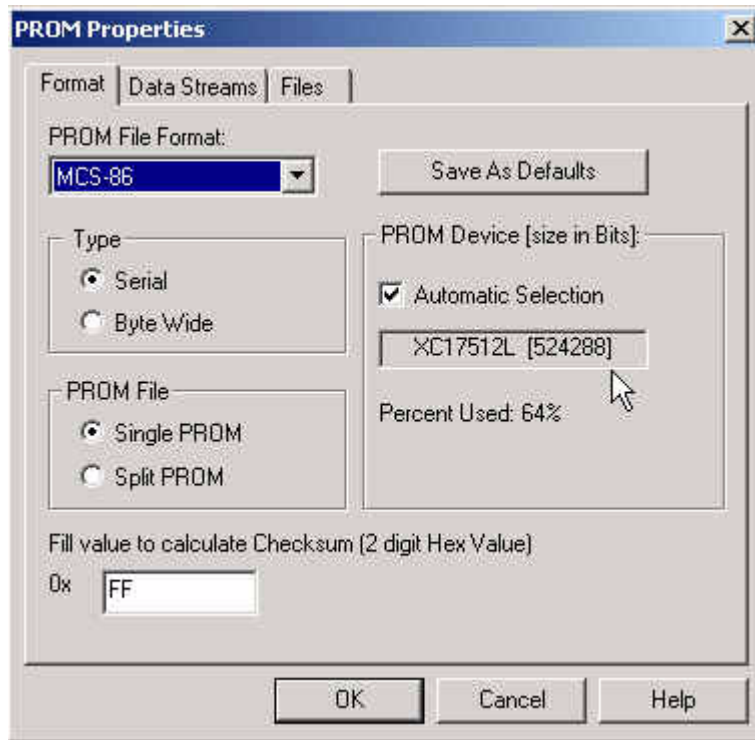 PROM Properties
Format Data Streams Files
PROM File Format:
MCS-86
Save As Defaults
Type
Serial
Byte Wide
PROM Device [size in Bits]:
Automatic Selection
XC17512L [524288]
Percent Used: 64%
PROM File
Single PROM
Split PROM
Fill value to calculate Checksum (2 digit Hex Value)
0x FF
OK Cancel Help